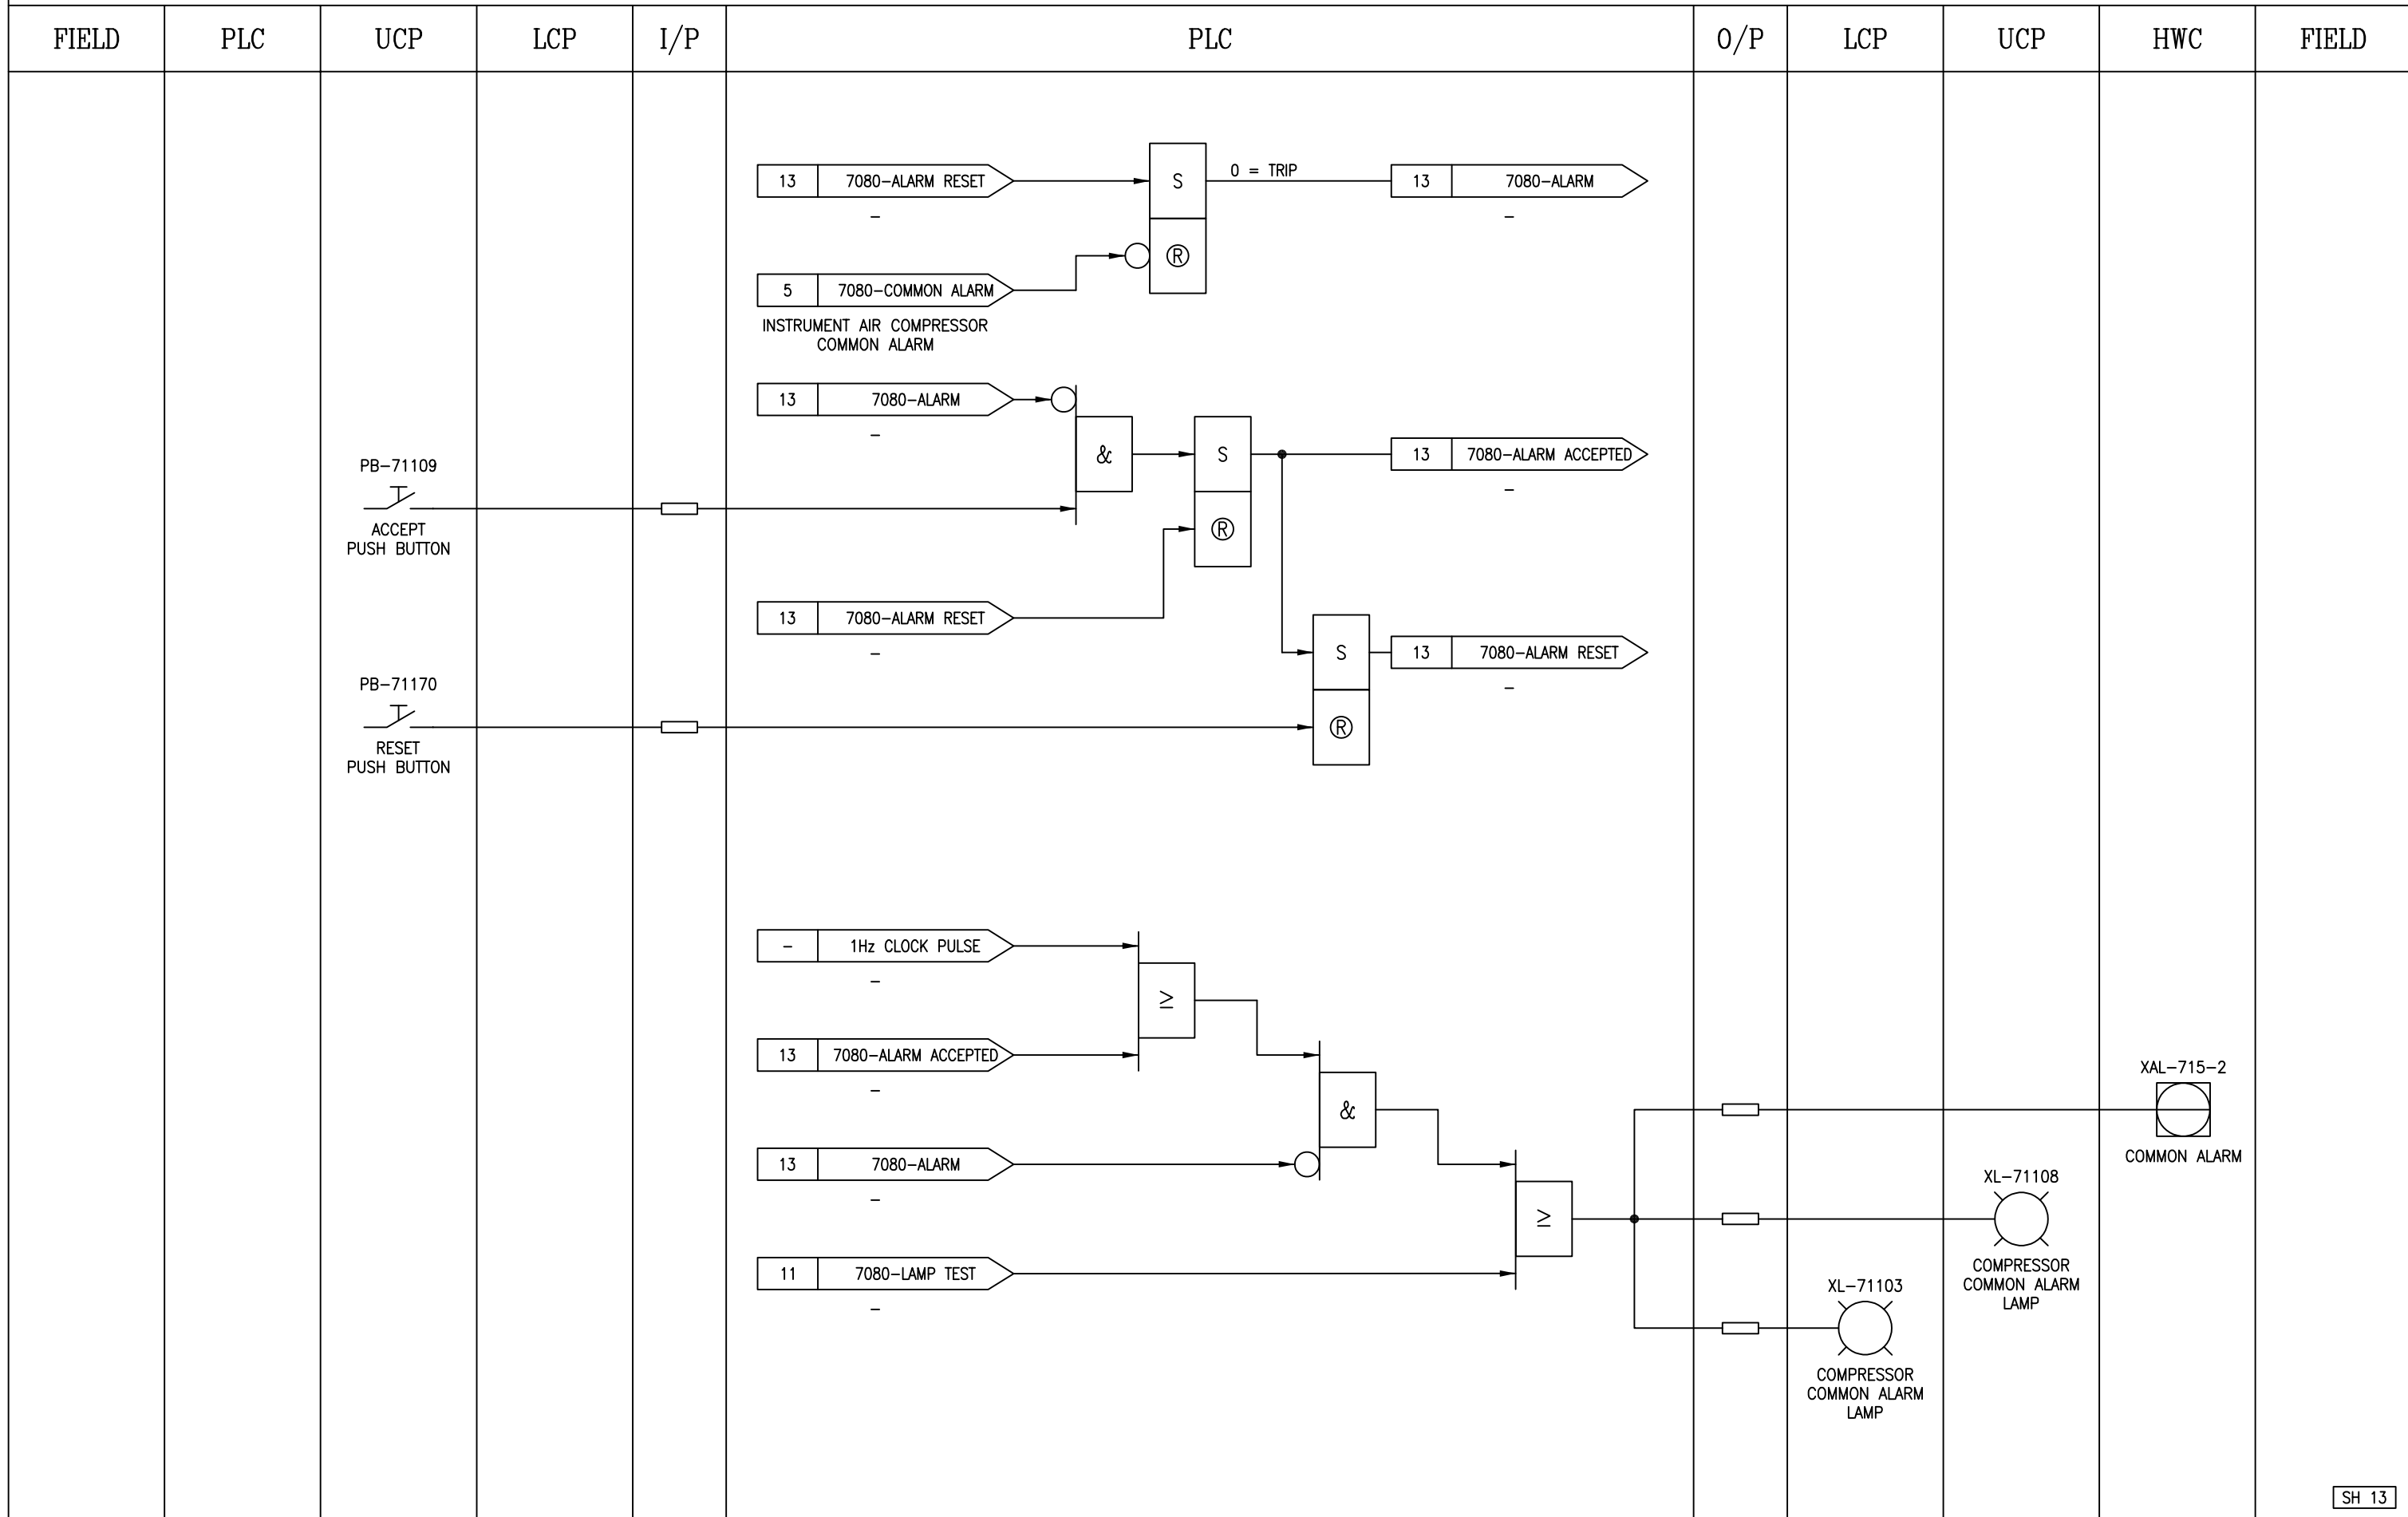 FIELD
PLC
UCP
LCP
I/P
PLC
O/P
LCP
UCP
HWC
FIELD
13 7080-ALARM RESET
-
S
0 = TRIP
13 7080-ALARM
-
Ⓡ
5 7080-COMMON ALARM
INSTRUMENT AIR COMPRESSOR
COMMON ALARM
13 7080-ALARM
-
&
S
13 7080-ALARM ACCEPTED
-
PB-71109
ACCEPT
PUSH BUTTON
Ⓡ
13 7080-ALARM RESET
-
S
13 7080-ALARM RESET
-
PB-71170
RESET
PUSH BUTTON
Ⓡ
- 1Hz CLOCK PULSE
-
≥
13 7080-ALARM ACCEPTED
-
&
13 7080-ALARM
-
≥
11 7080-LAMP TEST
-
XAL-715-2
COMMON ALARM
XL-71108
COMPRESSOR
COMMON ALARM
LAMP
XL-71103
COMPRESSOR
COMMON ALARM
LAMP
SH 13